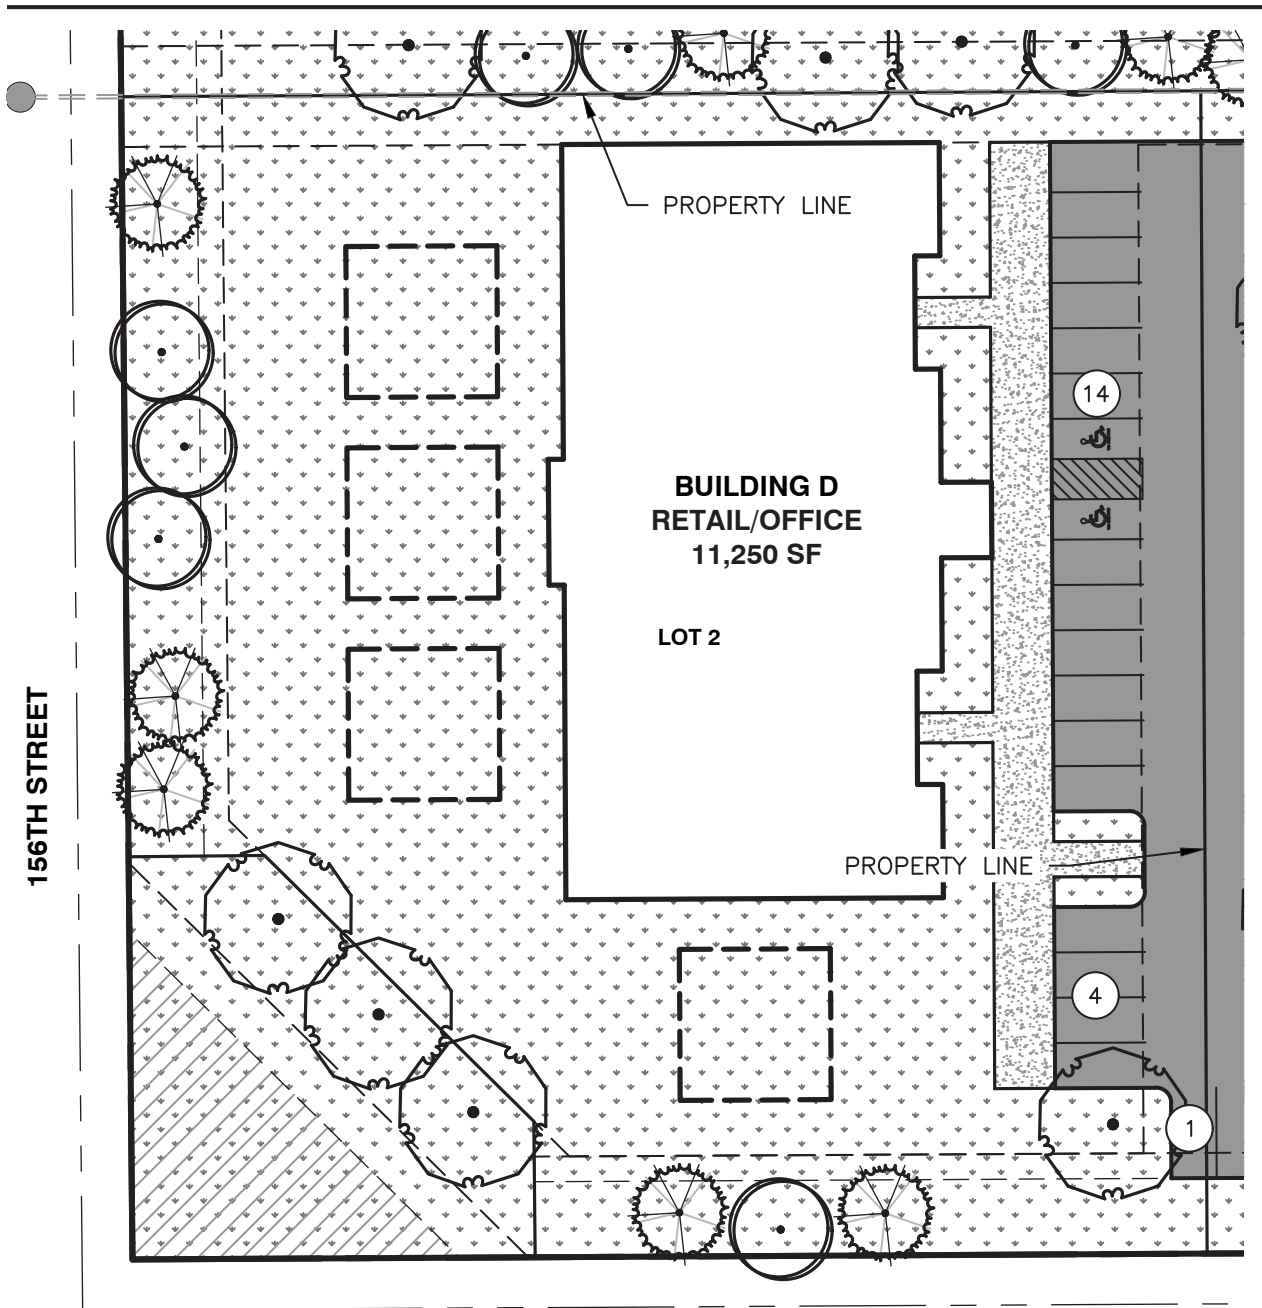 PROPERTY LINE
14
BUILDING D
RETAIL/OFFICE
11,250 SF
LOT 2
156TH STREET
PROPERTY LINE
4
1